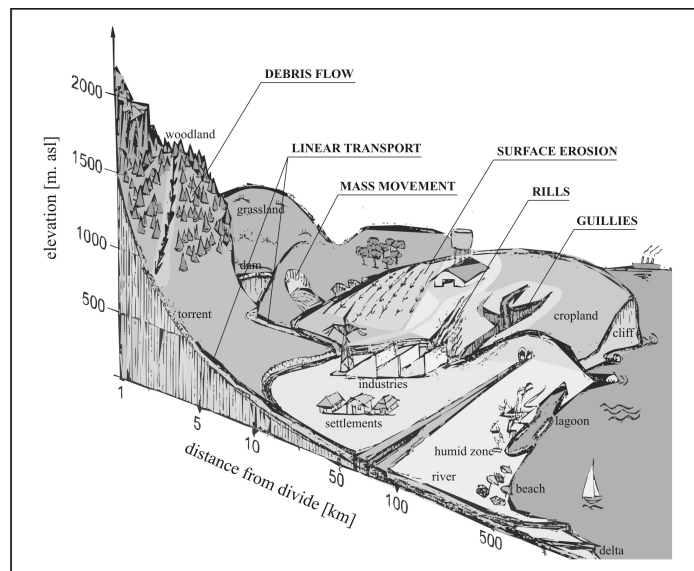 DEBRIS FLOW
2000
woodland
LINEAR TRANSPORT
SURFACE EROSION
1500
MASS MOVEMENT
RILLS
grassland
GUILLIES
elevation [m. asl]
1000
dam
500
torrent
cropland
cliff
industries
1
settlements
lagoon
5
10
humid zone
distance from divide [km]
50
river
beach
100
500
delta